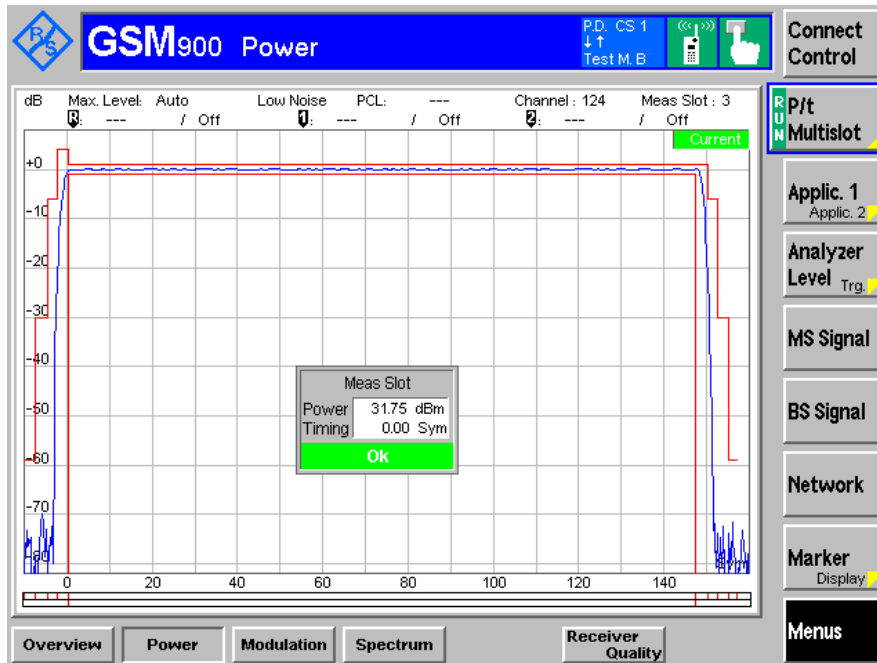 R/S
GSM900 Power
P.D. CS 1
↓↑
Test M. B
Connect
Control
dB Max. Level: Auto Low Noise PCL: --- Channel : 124 Meas Slot : 3
R: --- / Off 1: --- / Off 2: --- / Off
Current
RUN
P/t
Multislot
+0
-10
-20
-30
-40
-50
-60
-70
-80
Meas Slot
Power 31.75 dBm
Timing 0.00 Sym
Ok
Sym
0 20 40 60 80 100 120 140
Applic. 1
Applic. 2
Analyzer
Level Trg.
MS Signal
BS Signal
Network
Marker
Display
Menus
Overview Power Modulation Spectrum Receiver
Quality